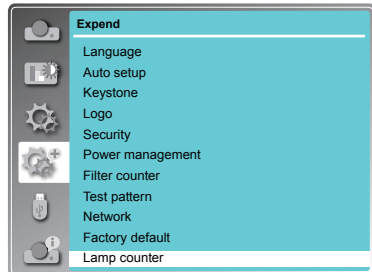 Expend
Language
Auto setup
Keystone
Logo
Security
Power management
Filter counter
Test pattern
Network
Factory default
Lamp counter